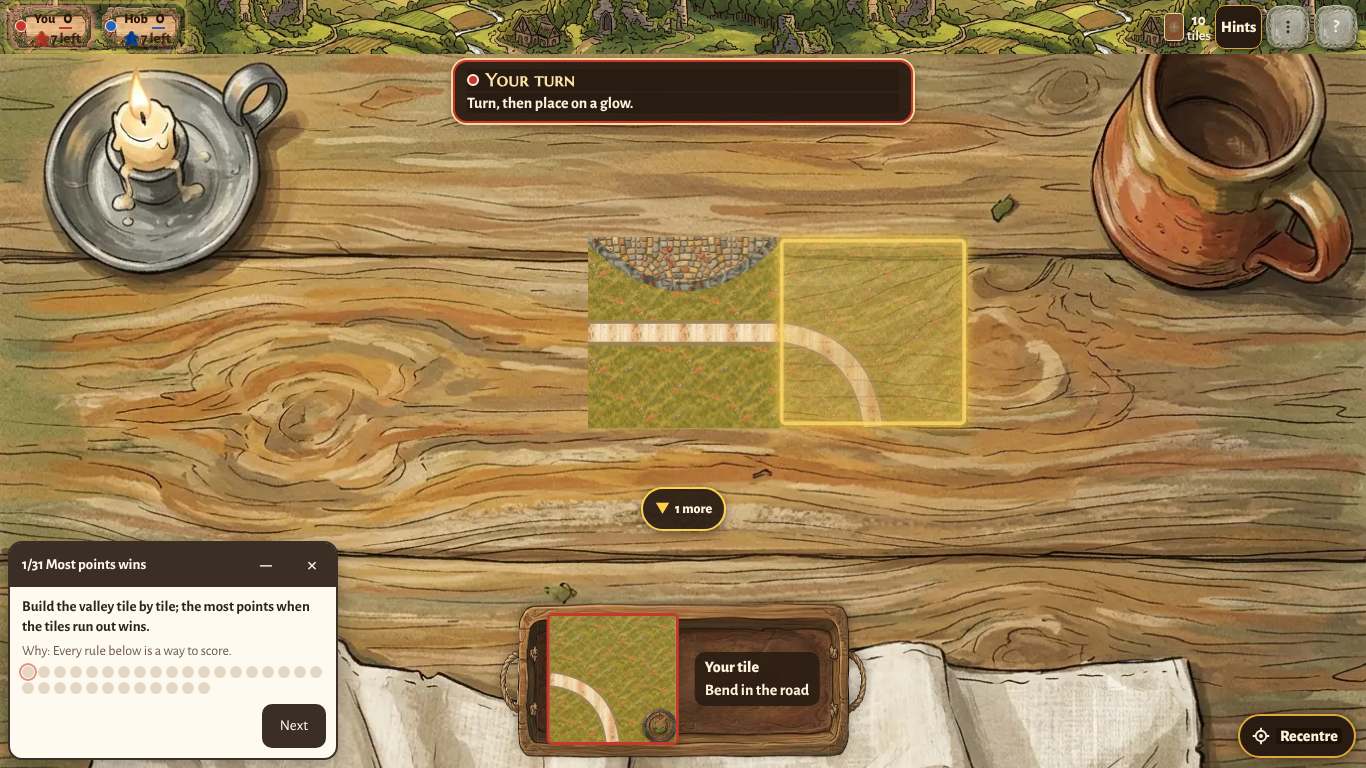 You 0
7 left
Hob 0
7 left
10
tiles
Hints
?
Your turn
Turn, then place on a glow.
1 more
1/31 Most points wins
Build the valley tile by tile; the most points when
the tiles run out wins.
Why: Every rule below is a way to score.
Next
Your tile
Bend in the road
Recentre